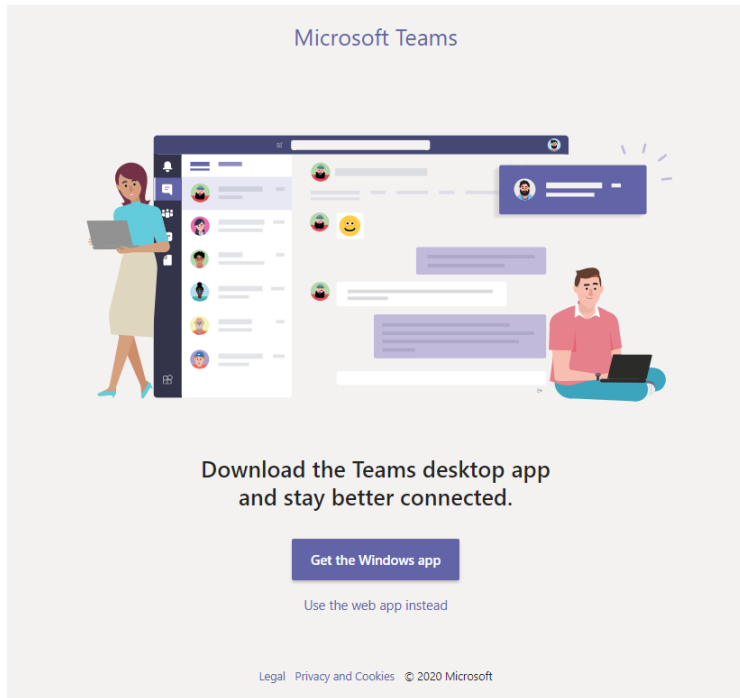 Microsoft Teams
Download the Teams desktop app
and stay better connected.
Get the Windows app
Use the web app instead
Legal Privacy and Cookies © 2020 Microsoft